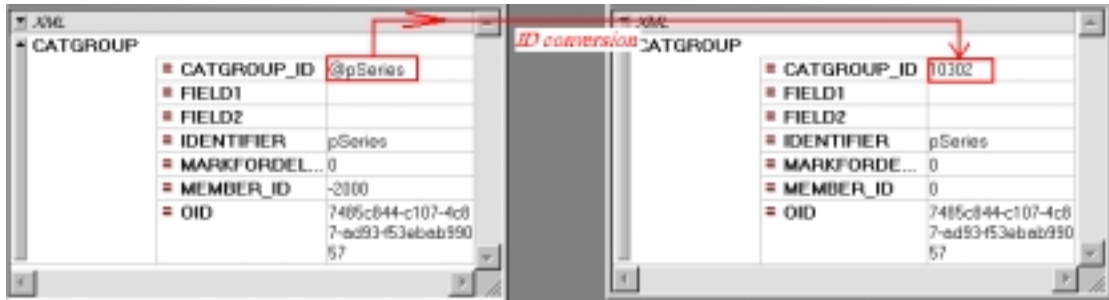 XML
CATGROUP
CATGROUP_ID @pSeries
FIELD1
FIELD2
IDENTIFIER pSeries
MARKFORDEL... 0
MEMBER_ID -2000
OID 7485c844-c107-4c8
7-ad93-f53ebab990
57
ID conversion
XML
CATGROUP
CATGROUP_ID 10302
FIELD1
FIELD2
IDENTIFIER pSeries
MARKFORDE... 0
MEMBER_ID 0
OID 7485c844-c107-4c8
7-ad93-f53ebab990
57